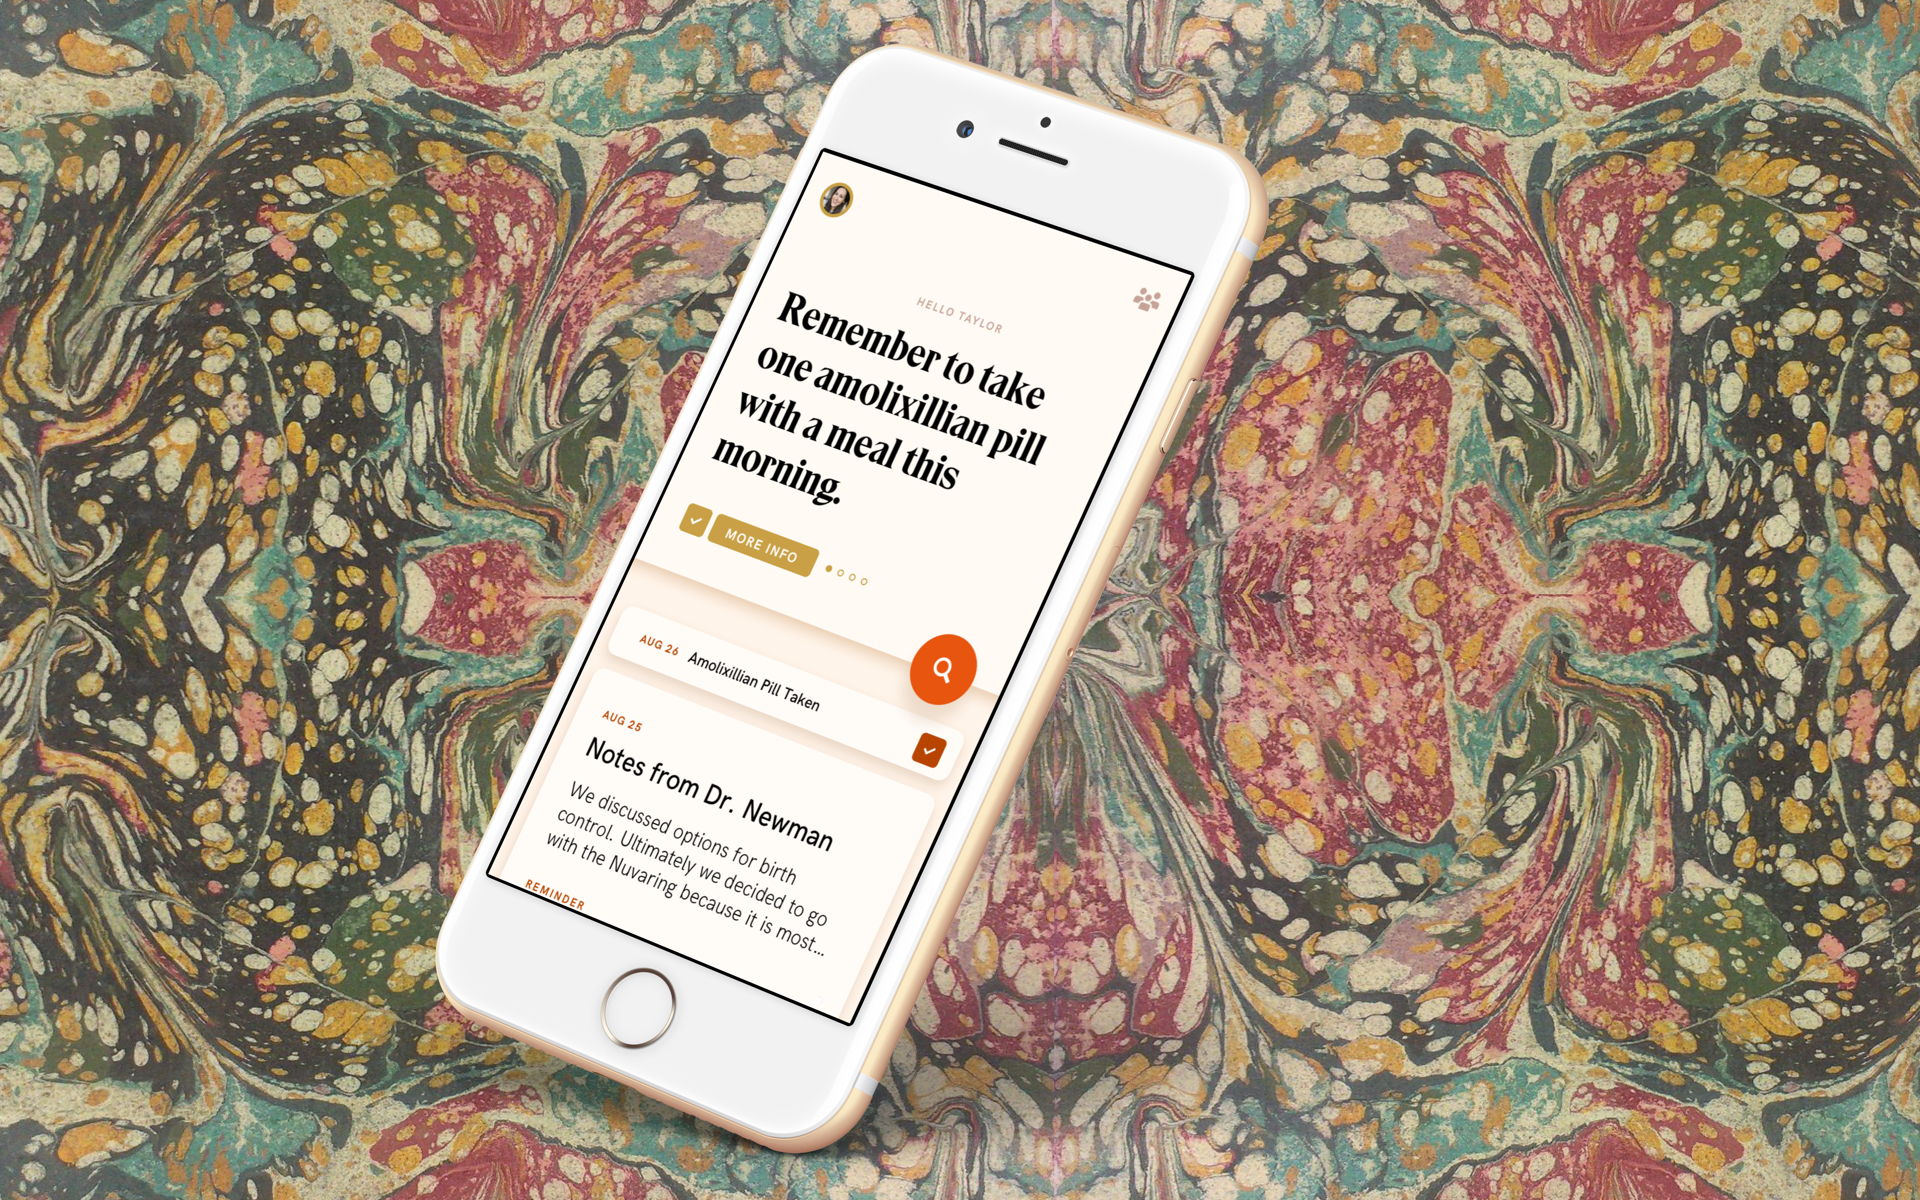 HELLO TAYLOR
Remember to take
one amolixillian pill
with a meal this
morning.
MORE INFO
AUG 26 Amolixillian Pill Taken
AUG 25
Notes from Dr. Newman
We discussed options for birth
control. Ultimately we decided to go
with the Nuvaring because it is most...
REMINDER